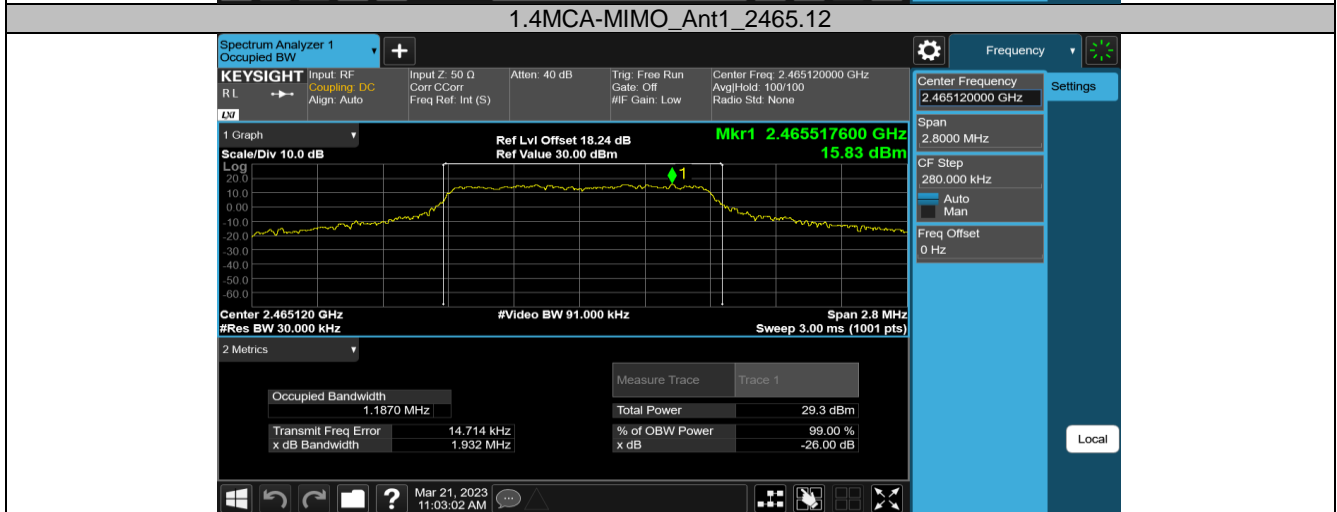 1.4MCA-MIMO_Ant1_2465.12
Spectrum Analyzer 1
Occupied BW
+
Frequency
KEYSIGHT
R L
LXI
Input: RF
Coupling: DC
Align: Auto
Input Z: 50 Ω
Corr CCorr
Freq Ref: Int (S)
Atten: 40 dB
Trig: Free Run
Gate: Off
#IF Gain: Low
Center Freq: 2.465120000 GHz
Avg|Hold: 100/100
Radio Std: None
Center Frequency
2.465120000 GHz
Settings
Span
2.8000 MHz
CF Step
280.000 kHz
Auto
Man
Freq Offset
0 Hz
1 Graph
Scale/Div 10.0 dB
Ref Lvl Offset 18.24 dB
Ref Value 30.00 dBm
Mkr1 2.465517600 GHz
15.83 dBm
Log
20.0
10.0
0.00
-10.0
-20.0
-30.0
-40.0
-50.0
-60.0
1
Center 2.465120 GHz
#Res BW 30.000 kHz
#Video BW 91.000 kHz
Span 2.8 MHz
Sweep 3.00 ms (1001 pts)
2 Metrics
Measure Trace Trace 1
Occupied Bandwidth
1.1870 MHz
Total Power 29.3 dBm
Transmit Freq Error 14.714 kHz
% of OBW Power 99.00 %
x dB Bandwidth 1.932 MHz
x dB -26.00 dB
Local
?
Mar 21, 2023
11:03:02 AM